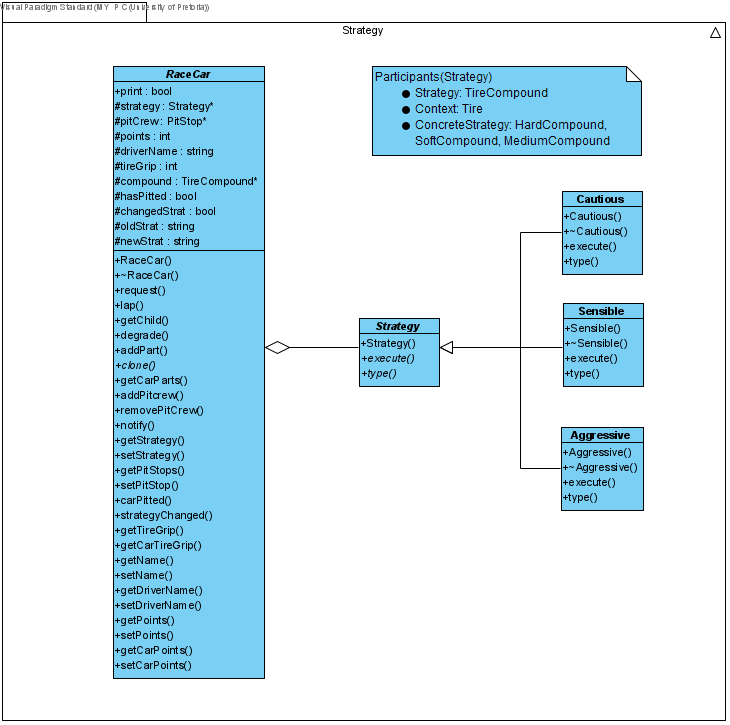 Visual Paradigm Standard(MY P C(University of Pretoria))
Strategy
RaceCar
+print : bool
#strategy : Strategy*
#pitCrew: PitStop*
#points : int
#driverName : string
#tireGrip : int
#compound : TireCompound*
#hasPitted : bool
#changedStrat : bool
#oldStrat : string
#newStrat : string
+RaceCar()
+~RaceCar()
+request()
+lap()
+getChild()
+degrade()
+addPart()
+clone()
+getCarParts()
+addPitcrew()
+removePitCrew()
+notify()
+getStrategy()
+setStrategy()
+getPitStops()
+setPitStop()
+carPitted()
+strategyChanged()
+getTireGrip()
+getCarTireGrip()
+getName()
+setName()
+getDriverName()
+setDriverName()
+getPoints()
+setPoints()
+getCarPoints()
+setCarPoints()
Participants(Strategy)
● Strategy: TireCompound
● Context: Tire
● ConcreteStrategy: HardCompound,
SoftCompound, MediumCompound
Strategy
+Strategy()
+execute()
+type()
Cautious
+Cautious()
+~Cautious()
+execute()
+type()
Sensible
+Sensible()
+~Sensible()
+execute()
+type()
Aggressive
+Aggressive()
+~Aggressive()
+execute()
+type()